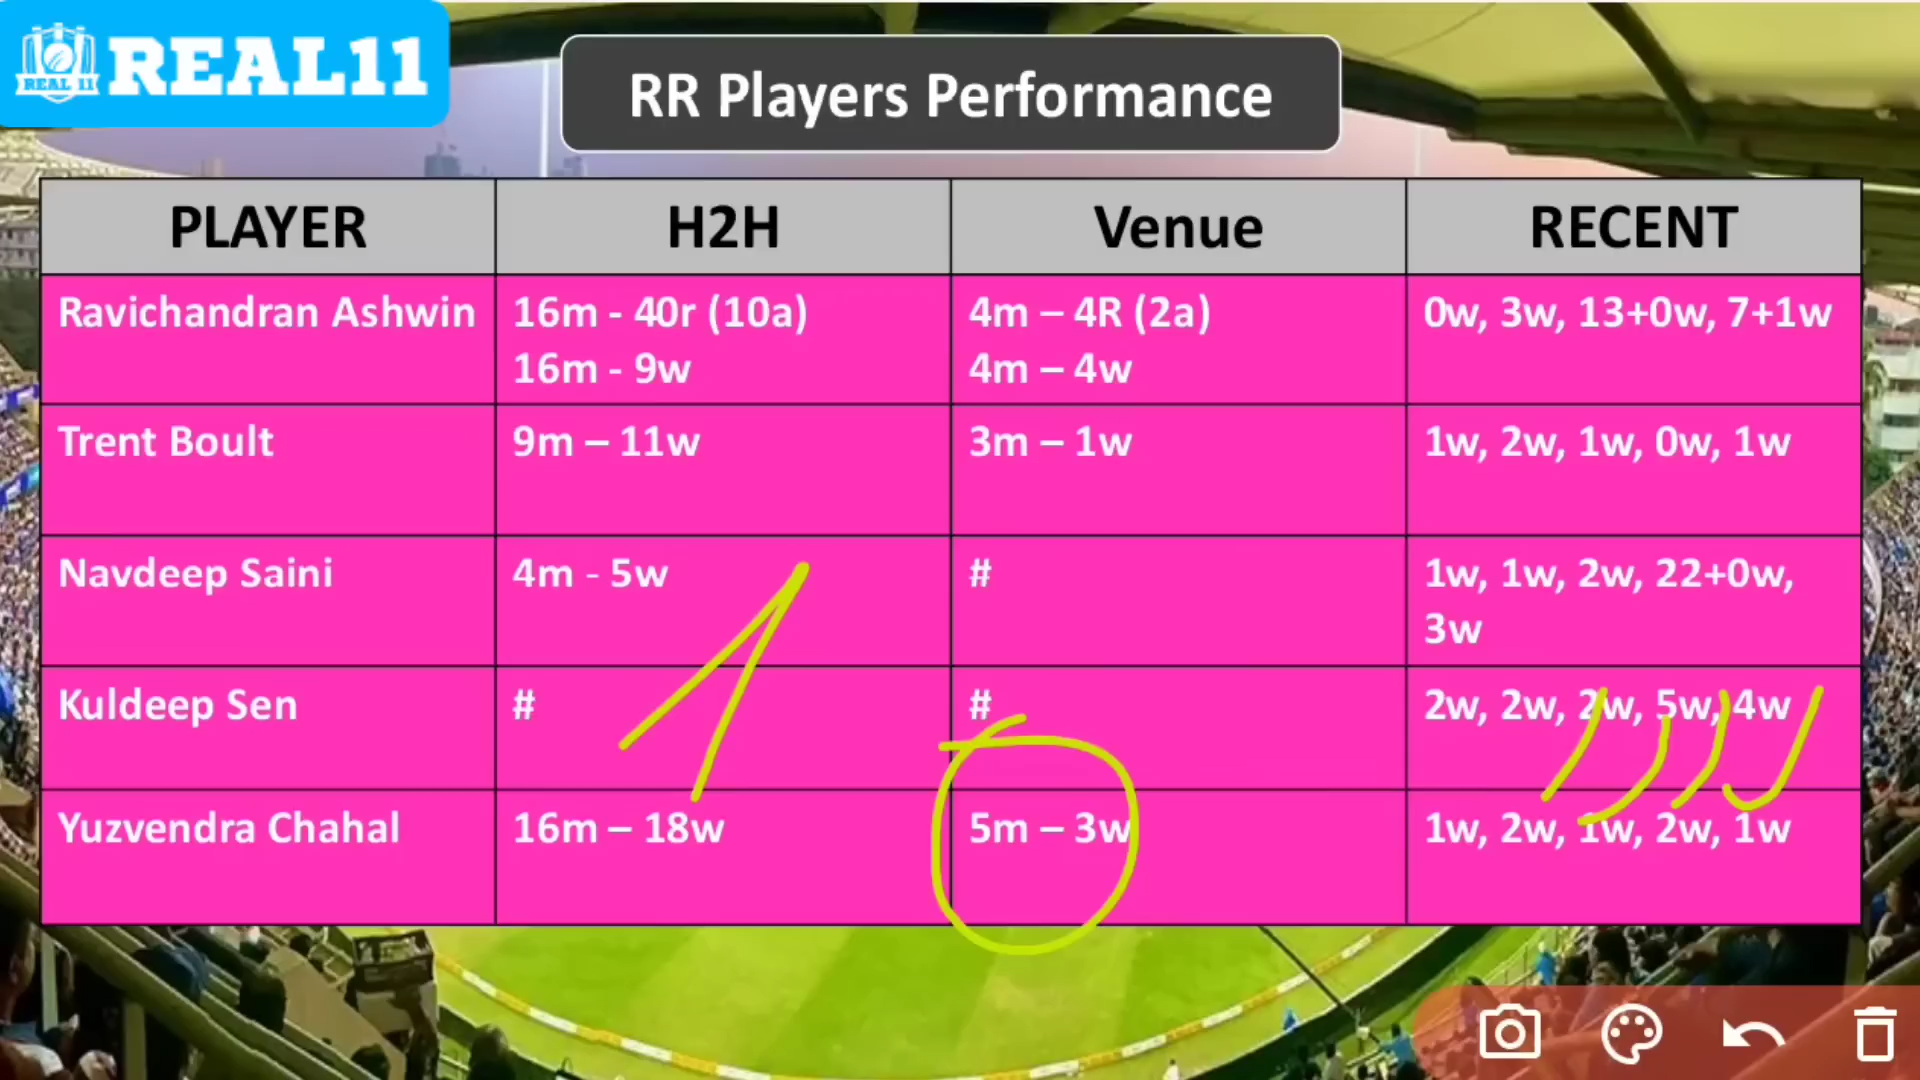 REAL 11 REAL11
RR Players Performance
PLAYER H2H Venue RECENT
Ravichandran Ashwin 16m - 40r (10a) 4m – 4R (2a) 0w, 3w, 13+0w, 7+1w
16m - 9w 4m – 4w
Trent Boult 9m – 11w 3m – 1w 1w, 2w, 1w, 0w, 1w
Navdeep Saini 4m - 5w # 1w, 1w, 2w, 22+0w,
3w
Kuldeep Sen # # 2w, 2w, 2w, 5w, 4w
Yuzvendra Chahal 16m – 18w 5m – 3w 1w, 2w, 1w, 2w, 1w